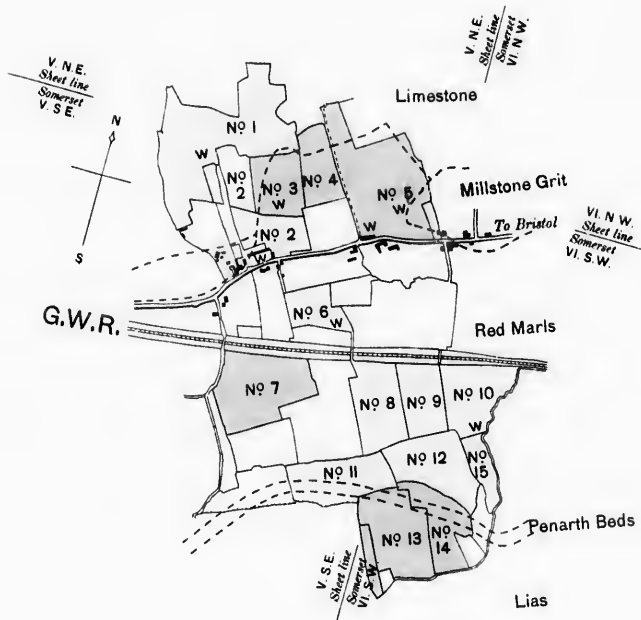 V. N.E.
Sheet line
Somerset
VI. N W.
V. N.E.
Sheet line
Somerset
V. S E.
Limestone
N
S
Nº 1
W
Nº 2
Nº 3
W
Nº 4
Nº 5
W
Millstone Grit
To Bristol
VI. N W.
Sheet line
Somerset
VI. S.W.
Nº 2
W
W
G.W.R.
Nº 6
W
Red Marls
Nº 7
Nº 8
Nº 9
Nº 10
W
Nº 11
Nº 12
Nº 15
Nº 13
Nº 14
Penarth Beds
V. S.E.
Sheet line
Somerset
VI. S.W.
Lias